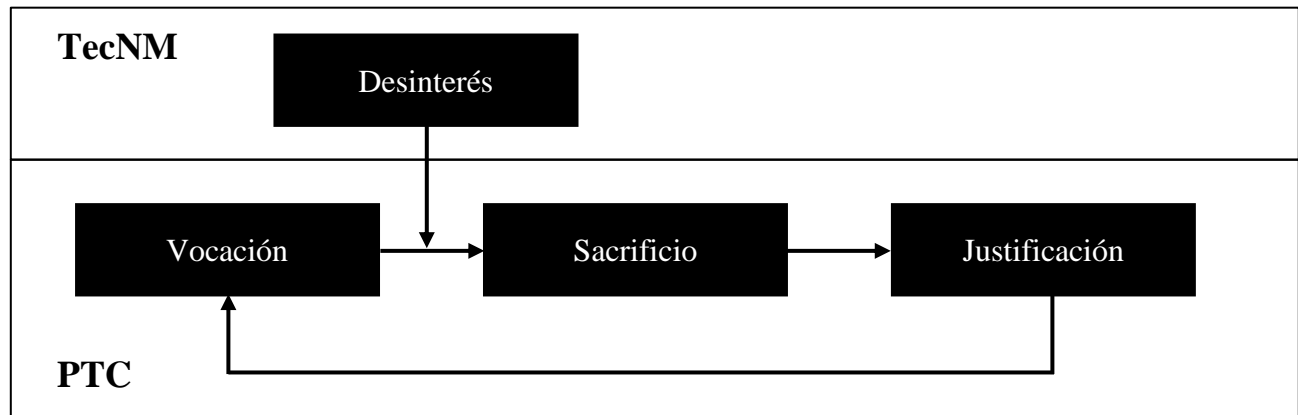 TecNM
Desinterés
Vocación
Sacrificio
Justificación
PTC